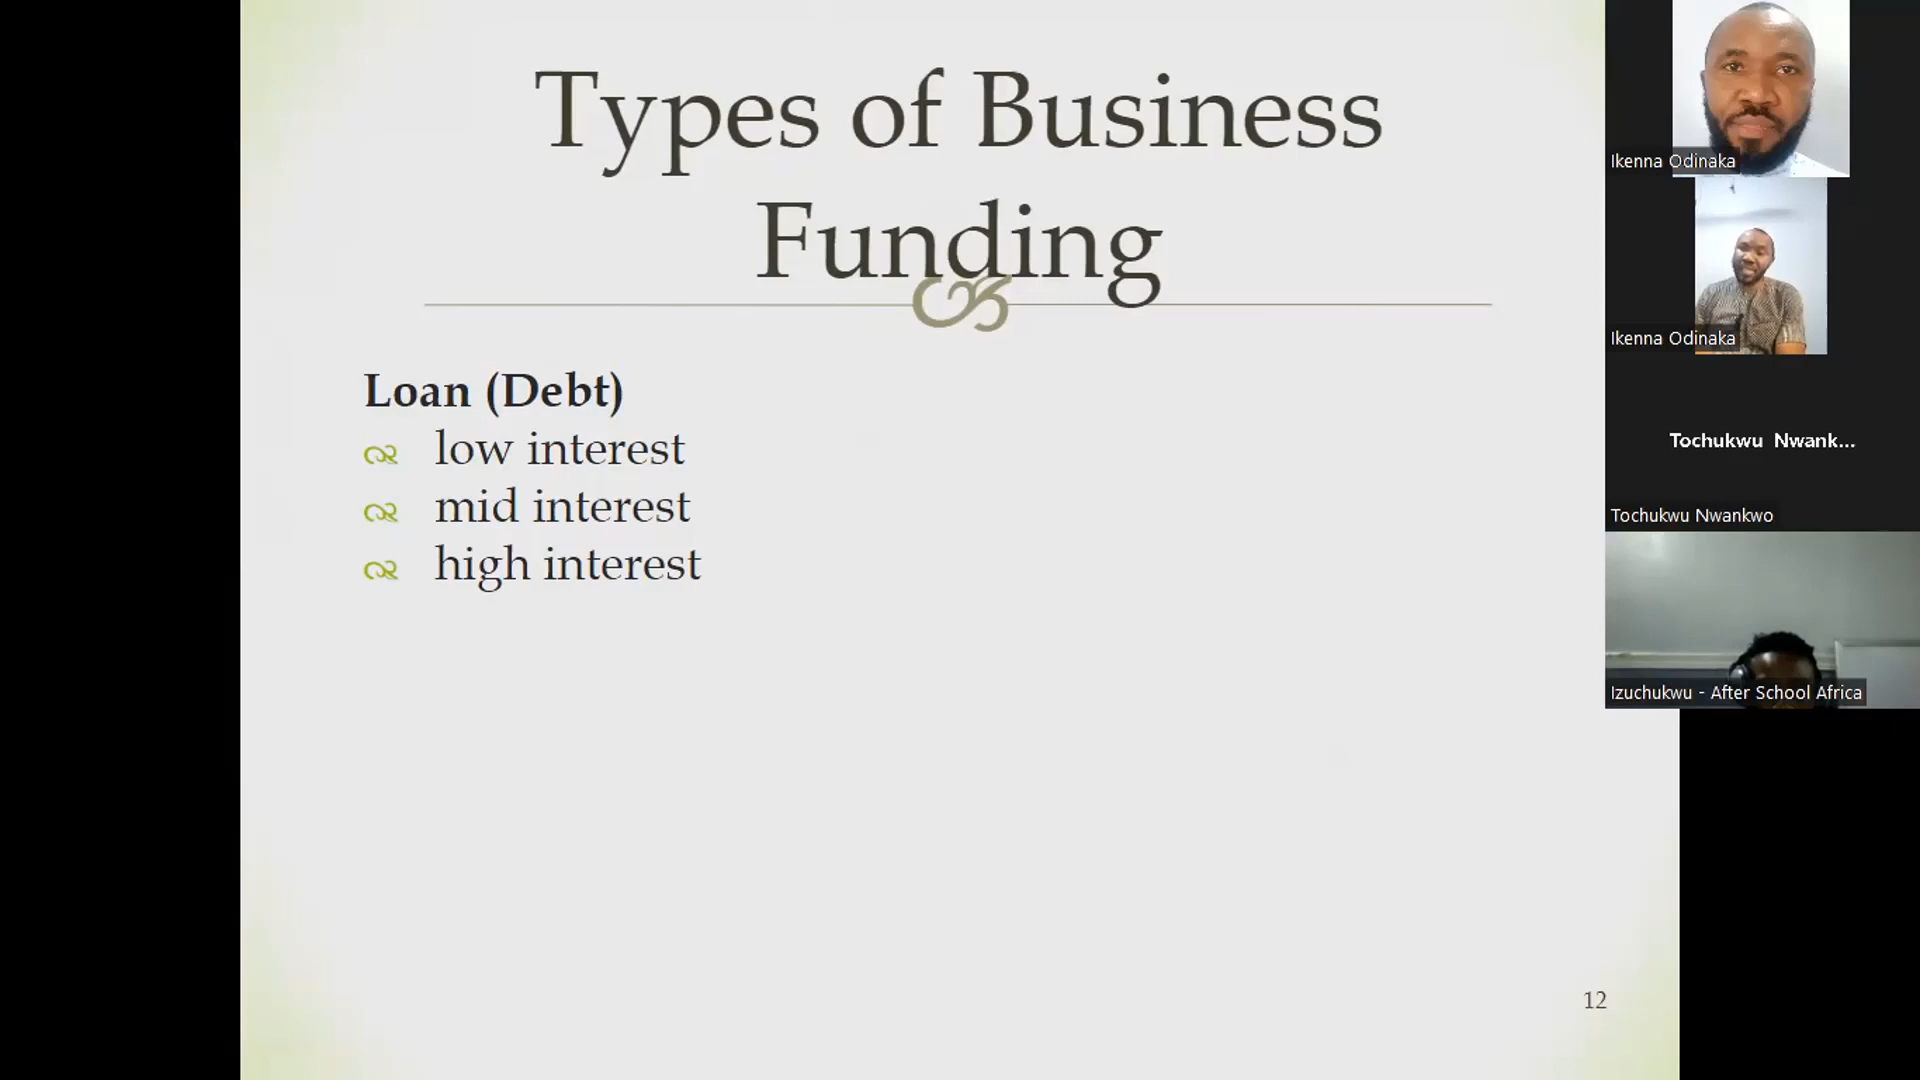 Types of Business
Funding
Loan (Debt)
low interest
mid interest
high interest
12
Ikenna Odinaka
Ikenna Odinaka
Tochukwu Nwank...
Tochukwu Nwankwo
Izuchukwu - After School Africa